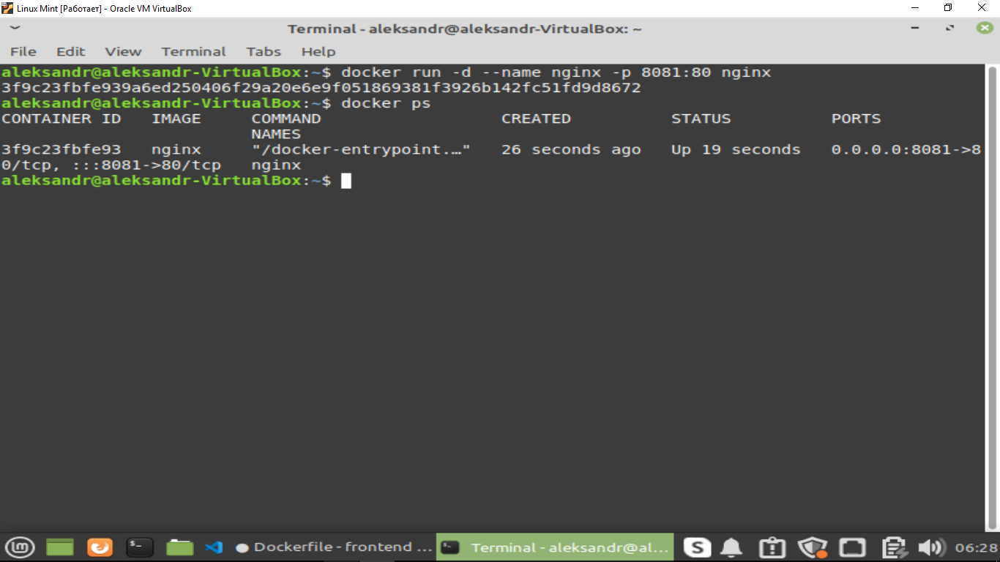 Linux Mint [Работает] - Oracle VM VirtualBox
Terminal - aleksandr@aleksandr-VirtualBox: ~
File Edit View Terminal Tabs Help
aleksandr@aleksandr-VirtualBox:~$ docker run -d --name nginx -p 8081:80 nginx
3f9c23fbfe939a6ed250406f29a20e6e9f051869381f3926b142fc51fd9d8672
aleksandr@aleksandr-VirtualBox:~$ docker ps
CONTAINER ID   IMAGE     COMMAND                  CREATED          STATUS          PORTS
                         NAMES
3f9c23fbfe93   nginx     "/docker-entrypoint.…"   26 seconds ago   Up 19 seconds   0.0.0.0:8081->8
0/tcp, :::8081->80/tcp   nginx
aleksandr@aleksandr-VirtualBox:~$
Dockerfile - frontend ... Terminal - aleksandr@al... S 06:28